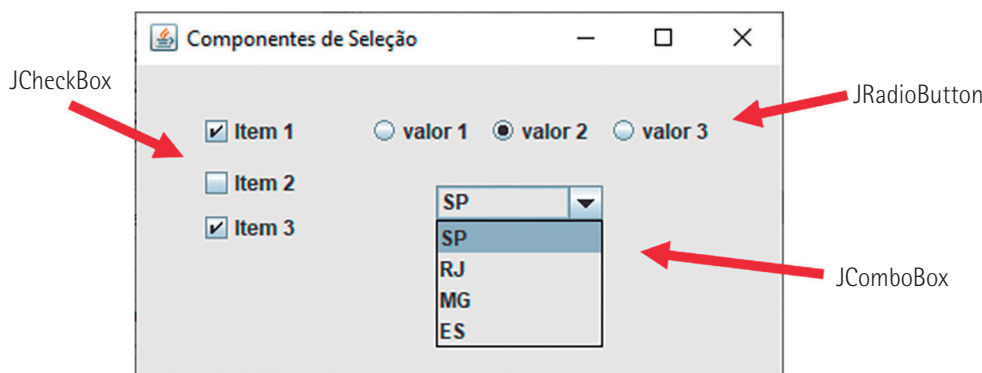 Componentes de Seleção
JCheckBox
JRadioButton
Item 1
valor 1
valor 2
valor 3
Item 2
SP
Item 3
SP
RJ
MG
ES
JComboBox